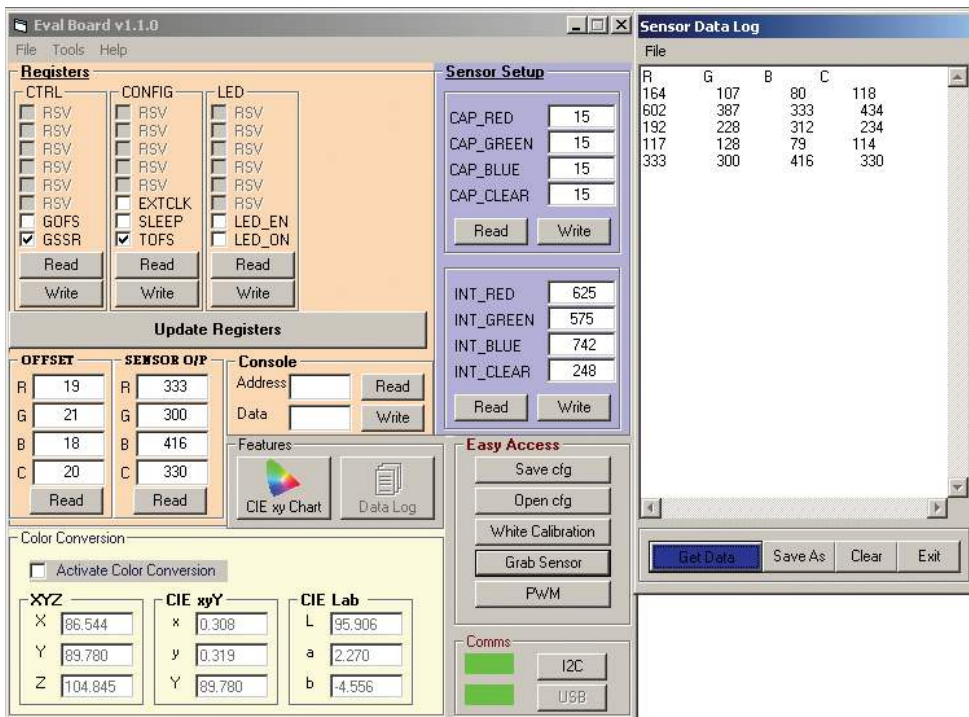 Eval Board v1.1.0
File Tools Help
Registers
CTRL CONFIG LED
RSV RSV RSV
RSV RSV RSV
RSV RSV RSV
RSV RSV RSV
RSV RSV RSV
RSV EXTCLK RSV
GOFS SLEEP LED_EN
GSSR TOFS LED_ON
Read Read Read
Write Write Write
Update Registers
OFFSET
R 19
G 21
B 18
C 20
Read
SENSOR O/P
R 333
G 300
B 416
C 330
Read
Console
Address Read
Data Write
Features
CIE xy Chart Data Log
Sensor Setup
CAP_RED 15
CAP_GREEN 15
CAP_BLUE 15
CAP_CLEAR 15
Read Write
INT_RED 625
INT_GREEN 575
INT_BLUE 742
INT_CLEAR 248
Read Write
Easy Access
Save cfg
Open cfg
White Calibration
Grab Sensor
PWM
Color Conversion
Activate Color Conversion
XYZ
X 86.544
Y 89.780
Z 104.845
CIE xyY
x 0.308
y 0.319
Y 89.780
CIE Lab
L 95.906
a 2.270
b -4.556
Comms
I2C
USB
Sensor Data Log
File
R G B C
164 107 80 118
602 387 333 434
192 228 312 234
117 128 79 114
333 300 416 330
Get Data Save As Clear Exit